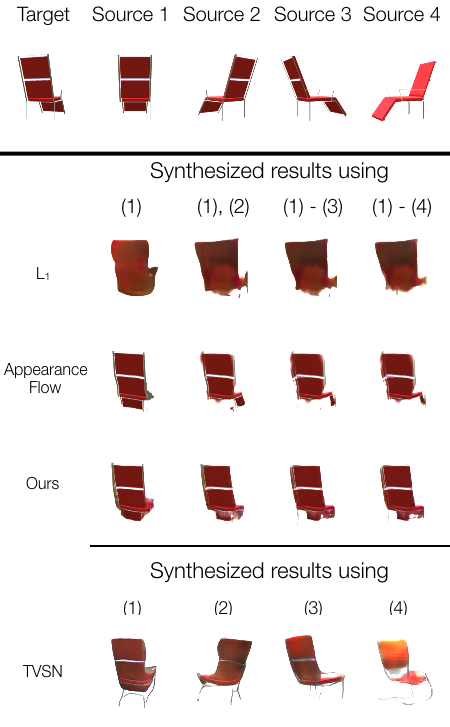 Target Source 1 Source 2 Source 3 Source 4
Synthesized results using
(1) (1), (2) (1) - (3) (1) - (4)
L₁
Appearance
Flow
Ours
Synthesized results using
(1) (2) (3) (4)
TVSN